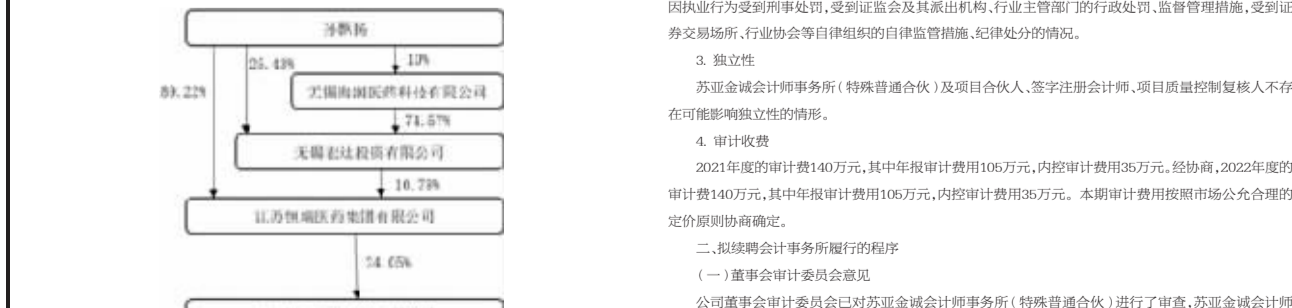 孙飘扬
25.43%
10%
89.22%
74.57%
无锡宏达投资有限公司
10.78%
江苏恒瑞医药集团有限公司
24.05%
因执业行为受到刑事处罚,受到证监会及其派出机构、行业主管部门的行政处罚、监督管理措施,受到证
券交易场所、行业协会等自律组织的自律监管措施、纪律处分的情况。
3. 独立性
苏亚金诚会计师事务所(特殊普通合伙)及项目合伙人、签字注册会计师、项目质量控制复核人不存
在可能影响独立性的情形。
4. 审计收费
2021年度的审计费140万元,其中年报审计费用105万元,内控审计费用35万元。经协商,2022年度的
审计费140万元,其中年报审计费用105万元,内控审计费用35万元。本期审计费用按照市场公允合理的
定价原则协商确定。
二、拟续聘会计事务所履行的程序
(一)董事会审计委员会意见
公司董事会审计委员会已对苏亚金诚会计师事务所(特殊普通合伙)进行了审查,苏亚金诚会计师